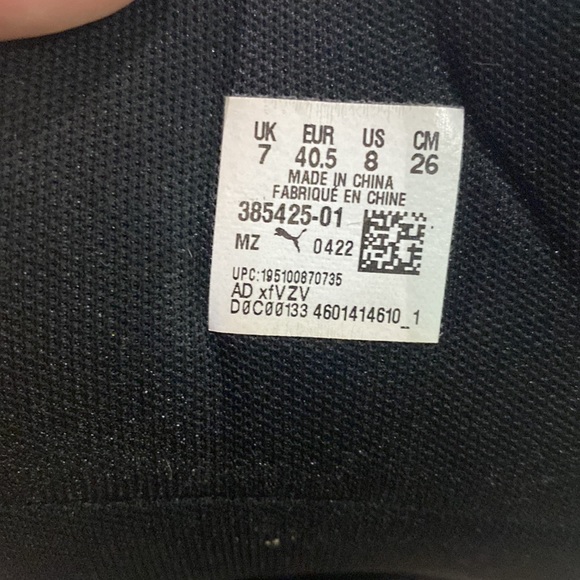 UK EUR US CM
7 40.5 8 26
MADE IN CHINA
FABRIQUÉ EN CHINE
385425-01
MZ 0422
UPC:195100870735
AD xfVZV
D0C00133 4601414610_1